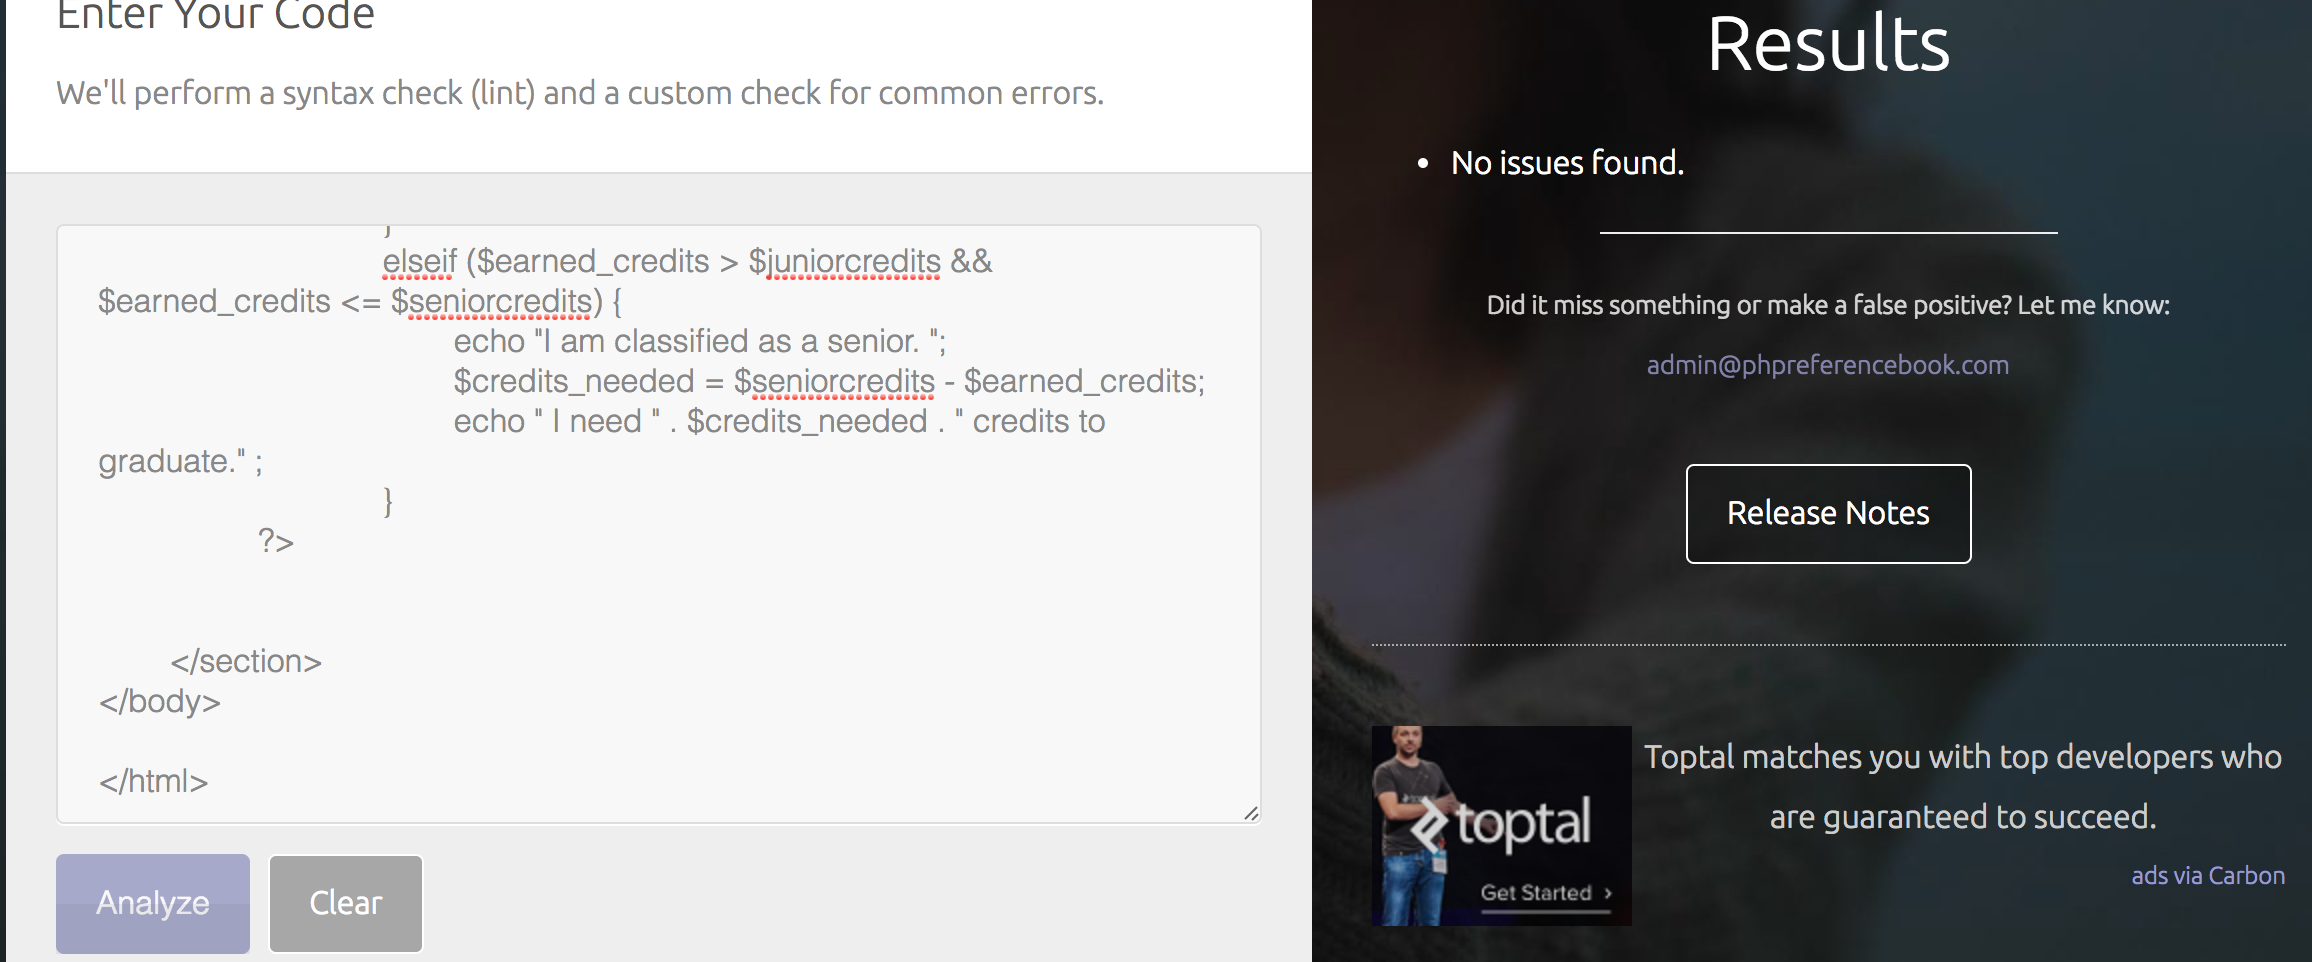 Enter Your Code
We'll perform a syntax check (lint) and a custom check for common errors.
}
elseif ($earned_credits > $juniorcredits &&
$earned_credits <= $seniorcredits) {
echo "I am classified as a senior. ";
$credits_needed = $seniorcredits - $earned_credits;
echo " I need " . $credits_needed . " credits to
graduate." ;
}
?>
</section>
</body>
</html>
Analyze
Clear
Results
• No issues found.
Did it miss something or make a false positive? Let me know:
admin@phpreferencebook.com
Release Notes
toptal
Get Started >
Toptal matches you with top developers who
are guaranteed to succeed.
ads via Carbon